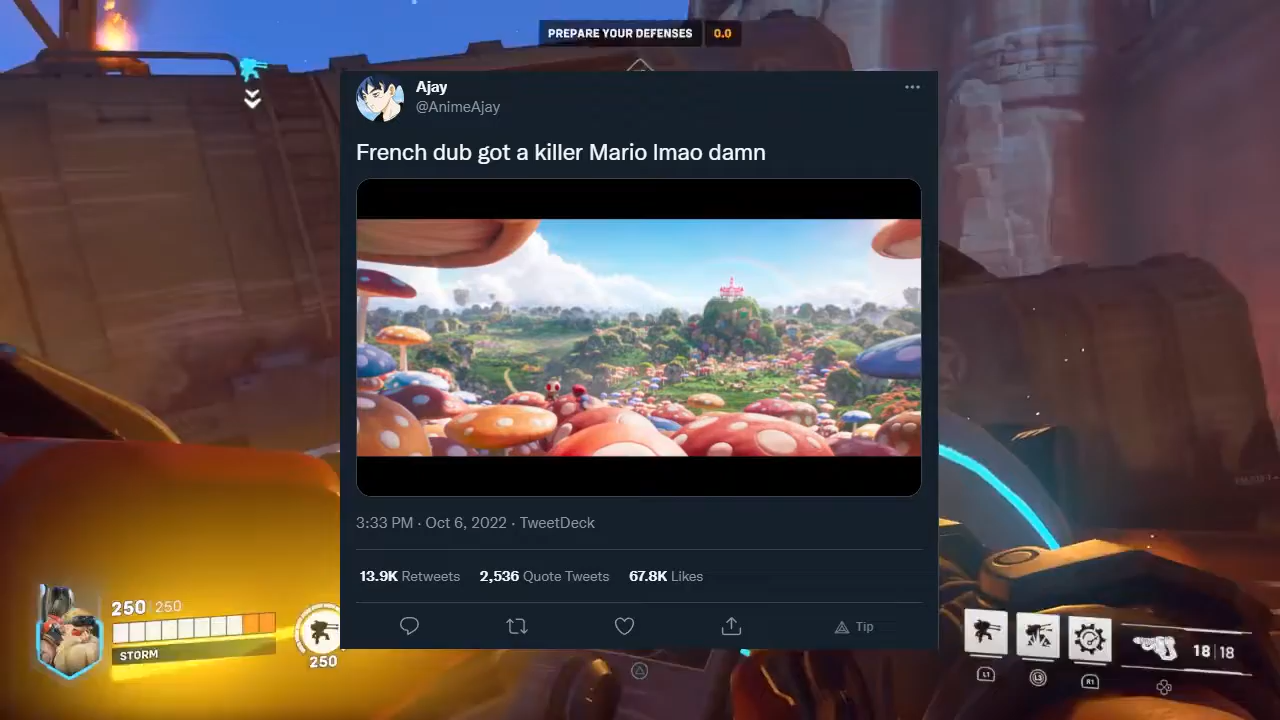 PREPARE YOUR DEFENSES 0.0
Ajay
@AnimeAjay
French dub got a killer Mario lmao damn
3:33 PM · Oct 6, 2022 · TweetDeck
13.9K Retweets 2,536 Quote Tweets 67.8K Likes
Tip
250 | 250
STORM
250
18 | 18
L1 L3 R1